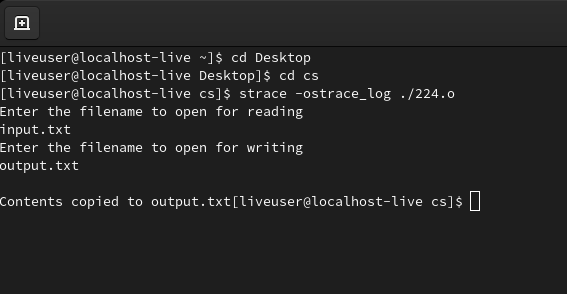 [liveuser@localhost-live ~]$ cd Desktop
[liveuser@localhost-live Desktop]$ cd cs
[liveuser@localhost-live cs]$ strace -ostrace_log ./224.o
Enter the filename to open for reading
input.txt
Enter the filename to open for writing
output.txt
Contents copied to output.txt[liveuser@localhost-live cs]$